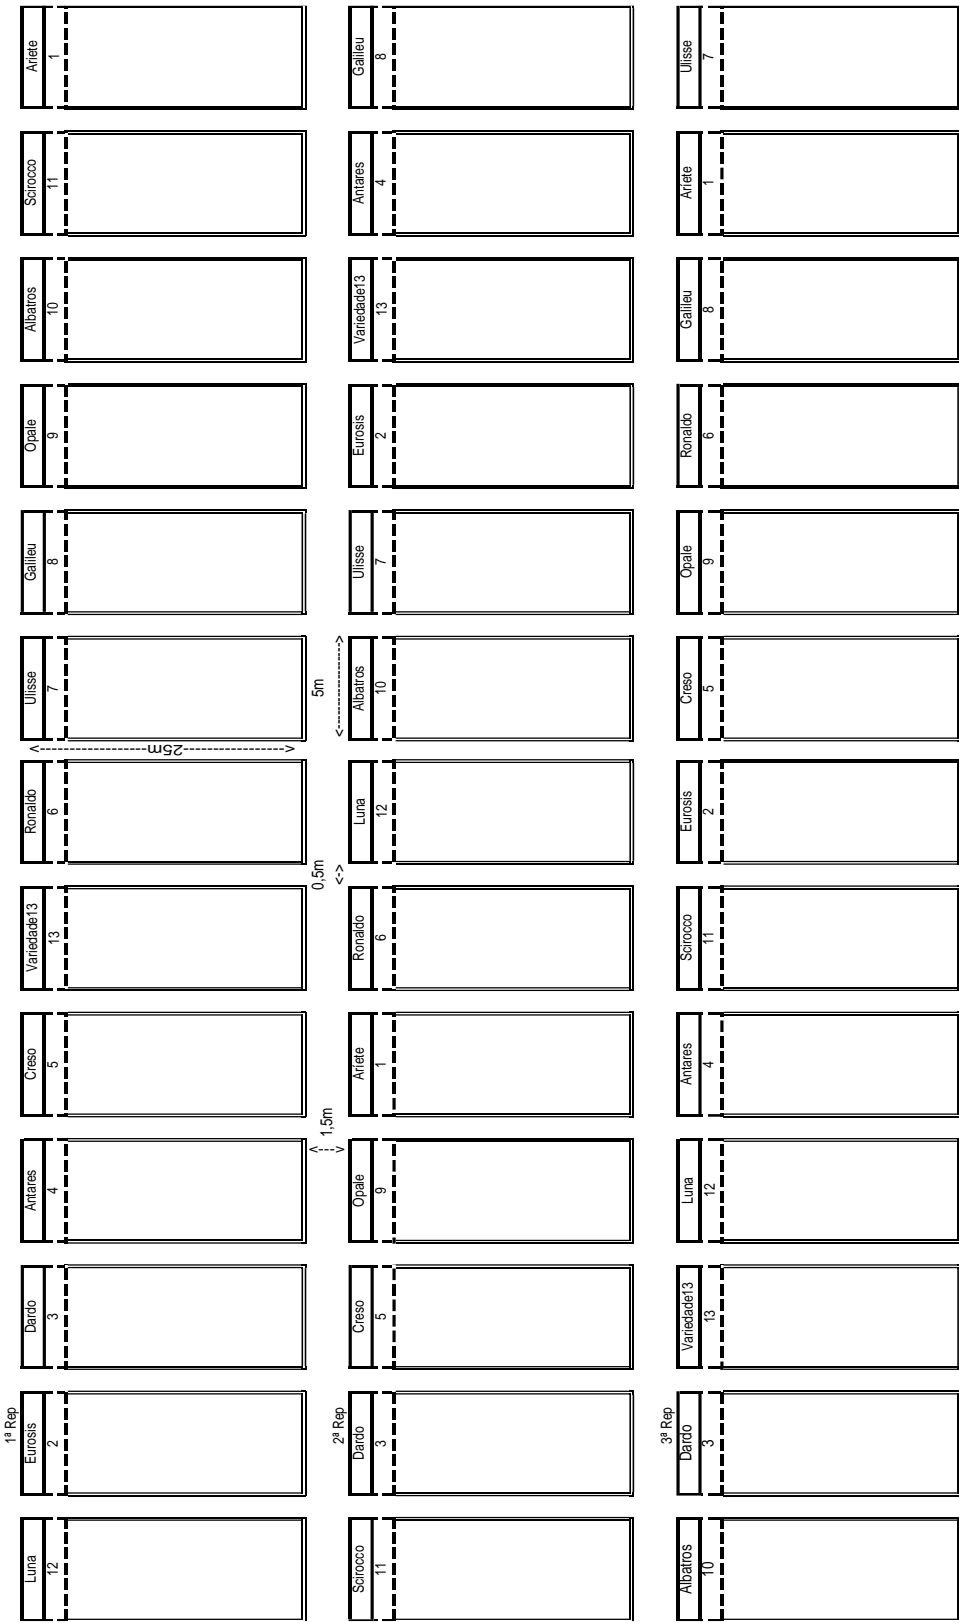 1ª Rep
Luna
Eurosis
Dardo
Antares
Creso
Variedade13
Ronaldo
Ulisse
Galileu
Opale
Albatros
Scirocco
Ariete
12
2
3
4
5
13
6
7
8
9
10
11
1
<---------------------25m-------------------->
<---->
1,5m
0,5m
<->
5m
<------------------->
2ª Rep
Scirocco
Dardo
Creso
Opale
Ariete
Ronaldo
Luna
Albatros
Ulisse
Eurosis
Variedade13
Antares
Galileu
11
3
5
9
1
6
12
10
7
2
13
4
8
3ª Rep
Albatros
Dardo
Variedade13
Luna
Antares
Scirocco
Eurosis
Creso
Opale
Ronaldo
Galileu
Ariete
Ulisse
10
3
13
12
4
11
2
5
9
6
8
1
7